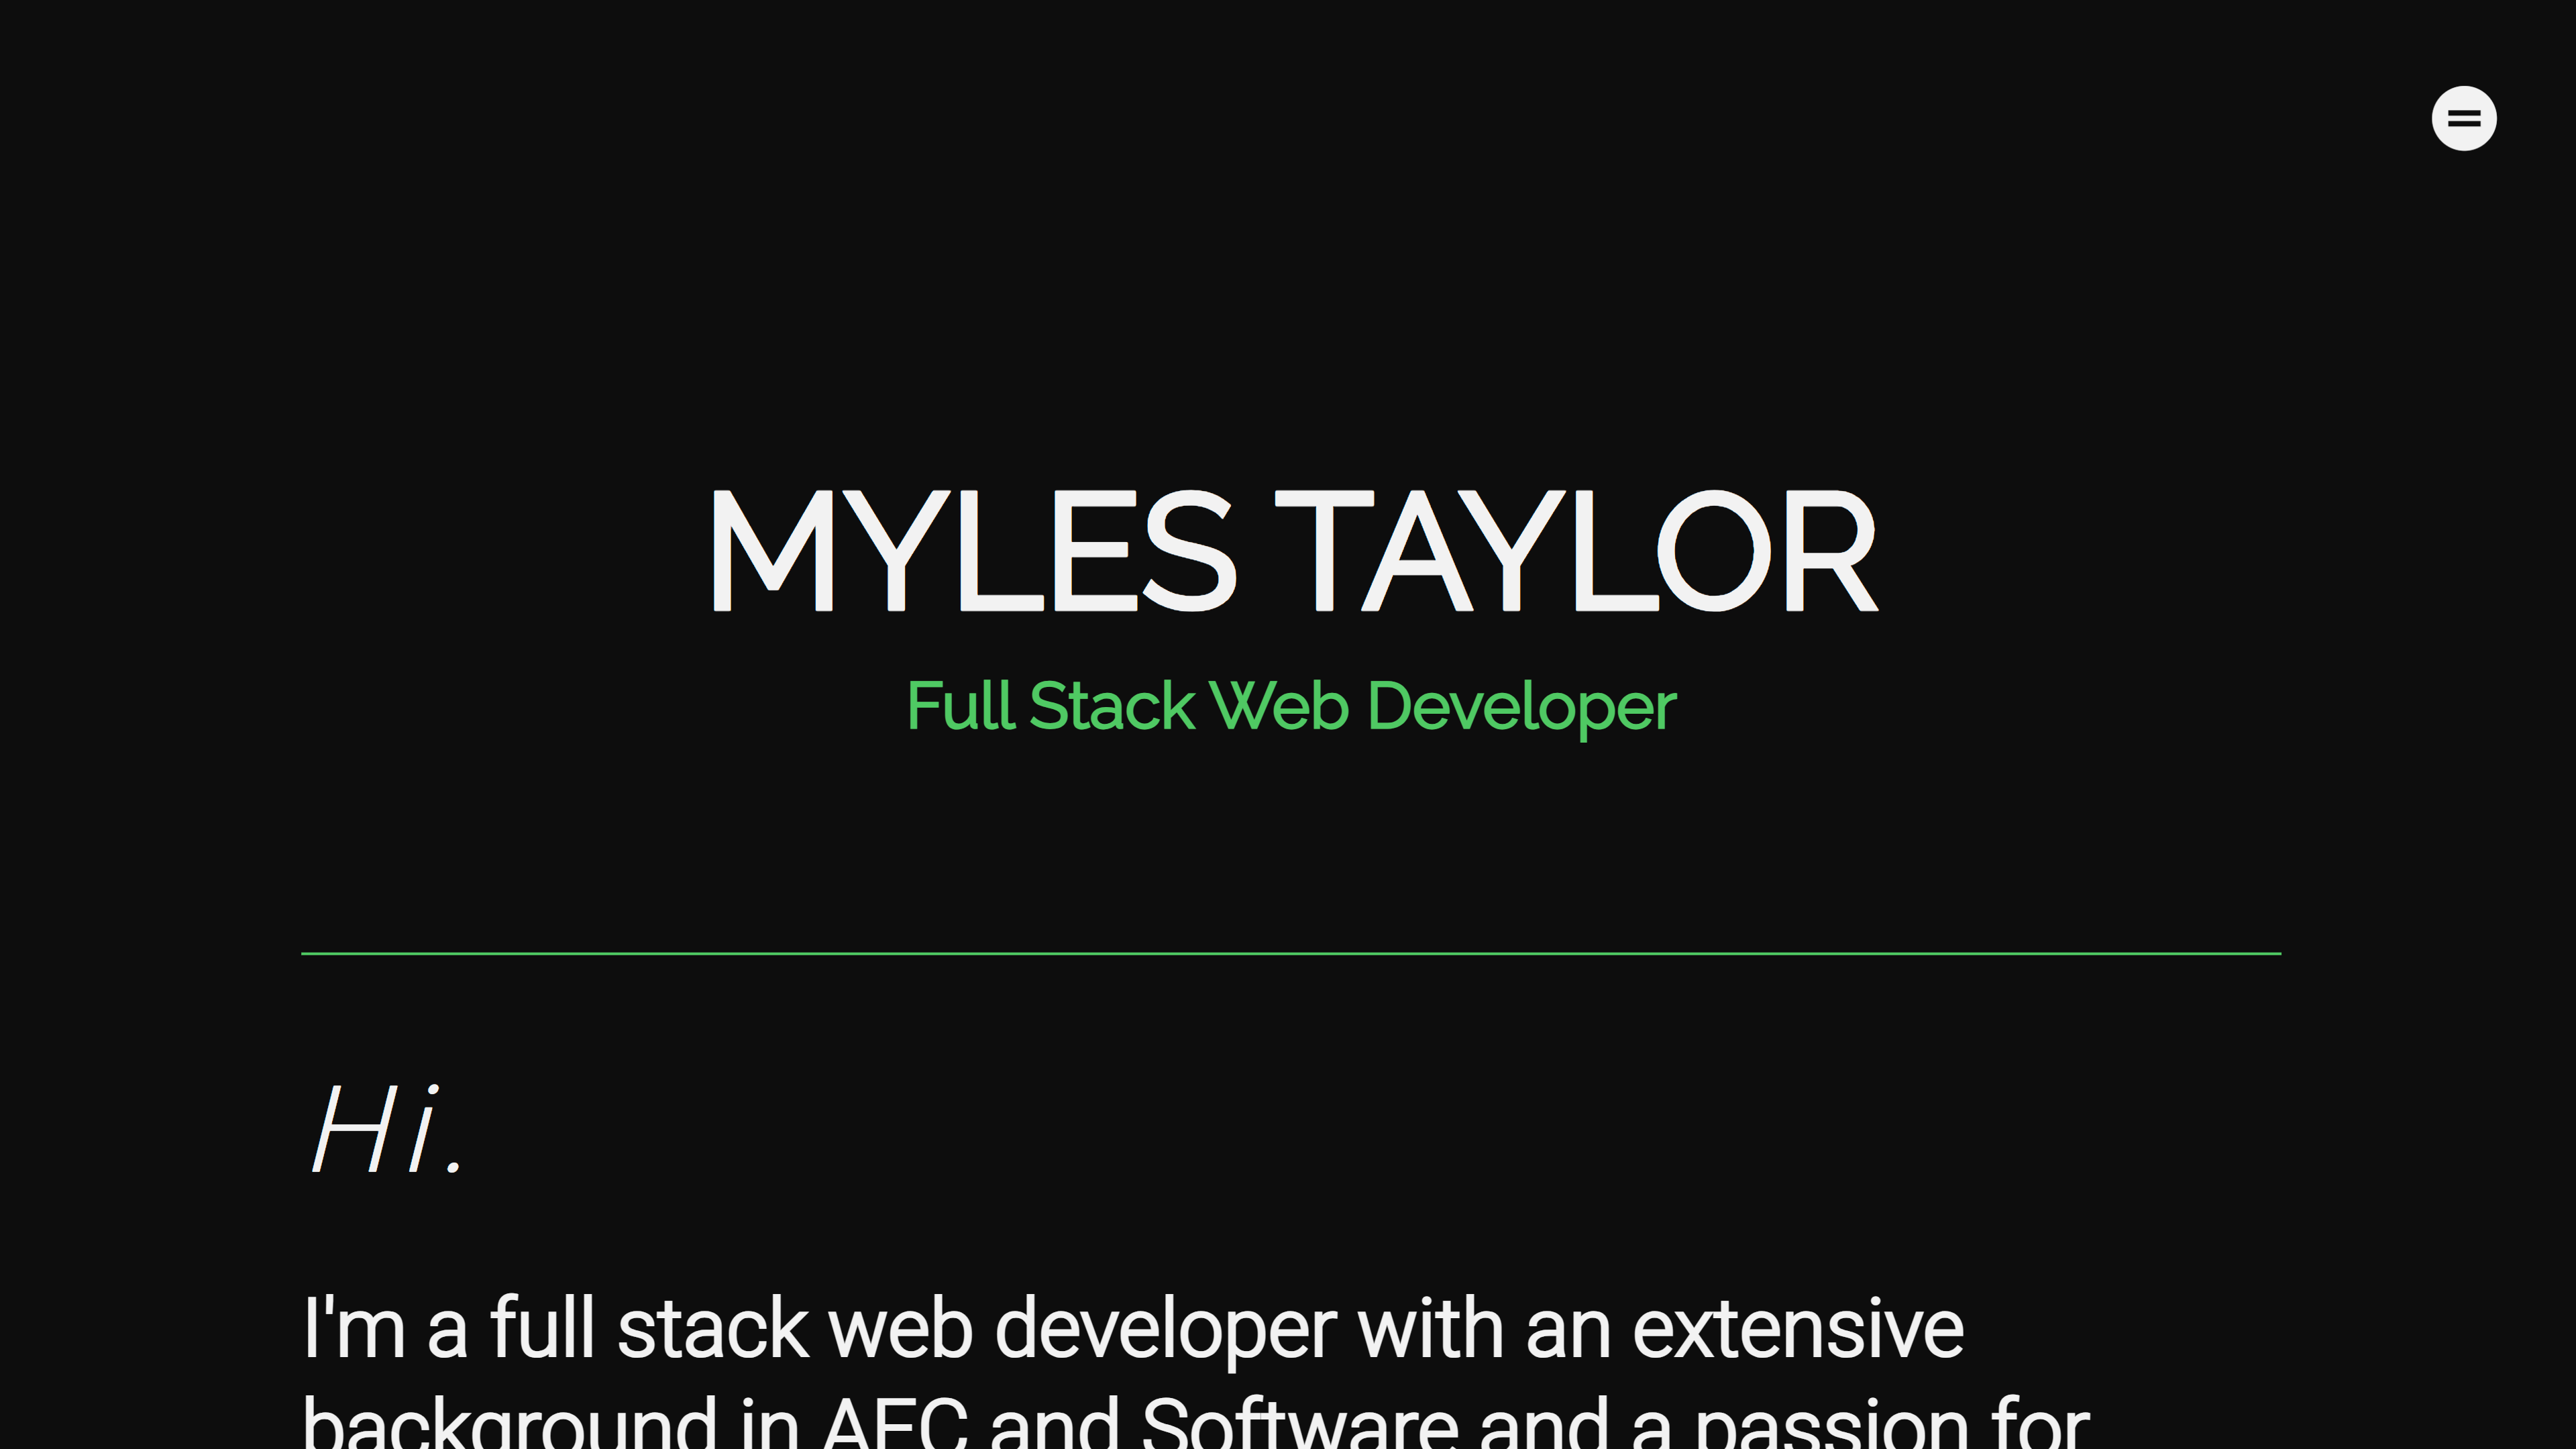 MYLES TAYLOR
Full Stack Web Developer
Hi.
I'm a full stack web developer with an extensive
background in AEC and Software and a passion for